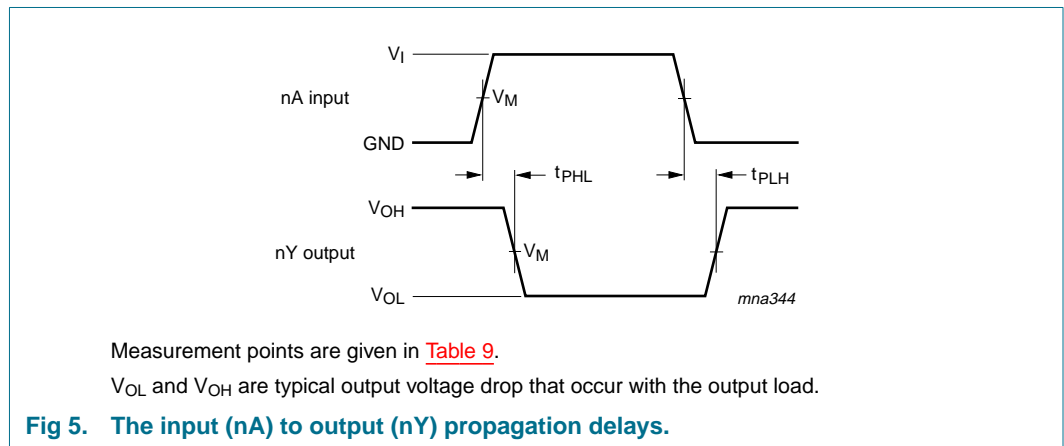 VI
nA input
VM
GND
tPHL
tPLH
VOH
nY output
VM
VOL
mna344
Measurement points are given in Table 9.
VOL and VOH are typical output voltage drop that occur with the output load.
Fig 5. The input (nA) to output (nY) propagation delays.